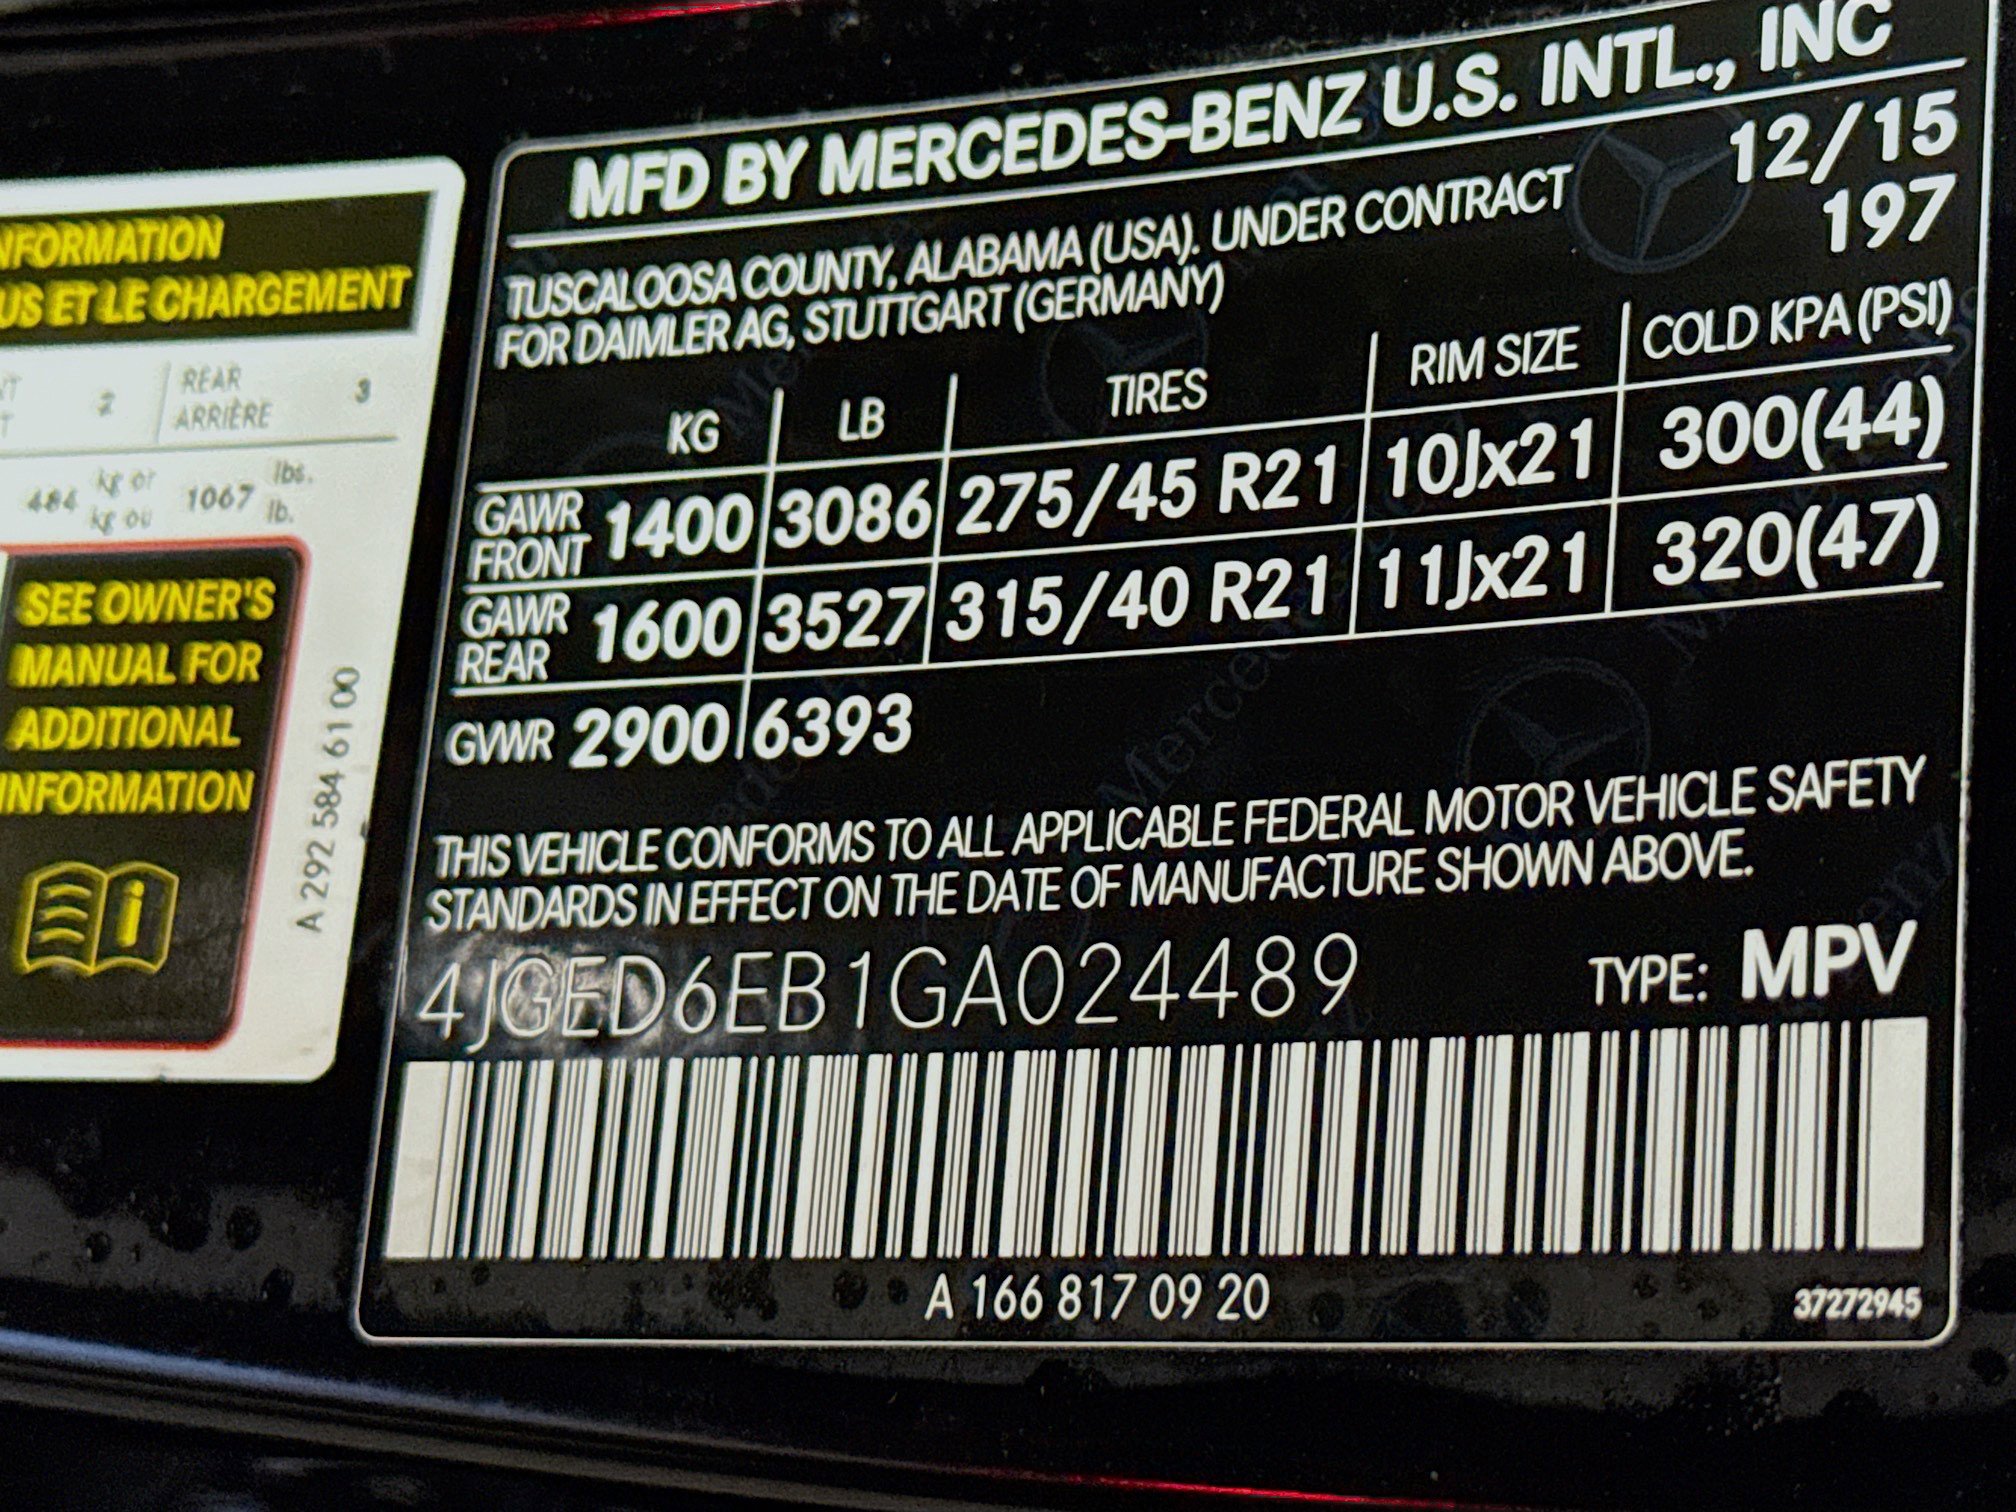 NFORMATION
US ET LE CHARGEMENT
2
REAR
ARRIÈRE
3
484 kg or 1067 lbs.
kg ou lb.
SEE OWNER'S
MANUAL FOR
ADDITIONAL
INFORMATION
A 292 584 61 00
MFD BY MERCEDES-BENZ U.S. INTL., INC
TUSCALOOSA COUNTY, ALABAMA (USA). UNDER CONTRACT
FOR DAIMLER AG, STUTTGART (GERMANY)
12/15
197
KG LB TIRES RIM SIZE COLD KPA (PSI)
GAWR FRONT 1400 3086 275/45 R21 10Jx21 300(44)
GAWR REAR 1600 3527 315/40 R21 11Jx21 320(47)
GVWR 2900 6393
THIS VEHICLE CONFORMS TO ALL APPLICABLE FEDERAL MOTOR VEHICLE SAFETY
STANDARDS IN EFFECT ON THE DATE OF MANUFACTURE SHOWN ABOVE.
4JGED6EB1GA024489 TYPE: MPV
A 166 817 09 20
37272945